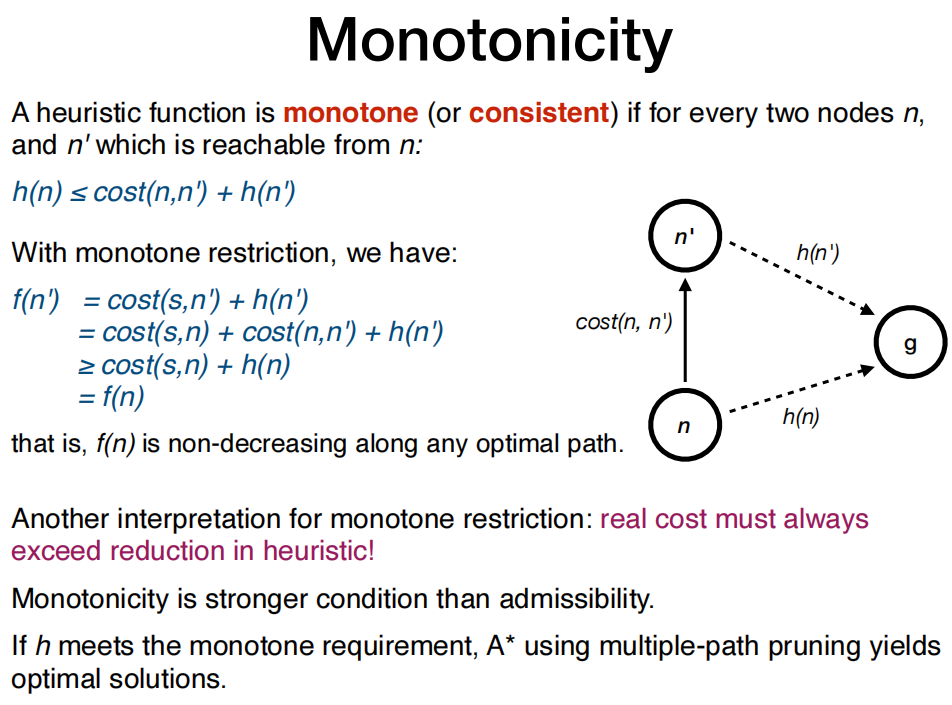 Monotonicity
A heuristic function is monotone (or consistent) if for every two nodes n,
and n' which is reachable from n:
h(n) ≤ cost(n,n') + h(n')
With monotone restriction, we have:
f(n') = cost(s,n') + h(n')
= cost(s,n) + cost(n,n') + h(n')
≥ cost(s,n) + h(n)
= f(n)
that is, f(n) is non-decreasing along any optimal path.
n'
h(n')
cost(n, n')
g
n
h(n)
Another interpretation for monotone restriction: real cost must always
exceed reduction in heuristic!
Monotonicity is stronger condition than admissibility.
If h meets the monotone requirement, A* using multiple-path pruning yields
optimal solutions.